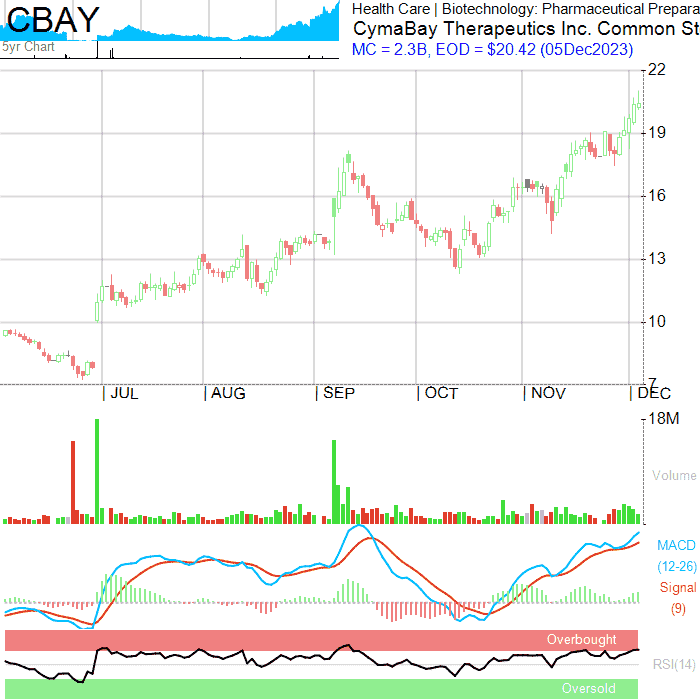 CBAY
5yr Chart
Health Care | Biotechnology: Pharmaceutical Prepara
CymaBay Therapeutics Inc. Common St
MC = 2.3B, EOD = $20.42 (05Dec2023)
22
19
16
13
10
7
| JUL | AUG | SEP | OCT | NOV | DEC
18M
Volume
MACD
(12-26)
Signal
(9)
Overbought
RSI(14)
Oversold